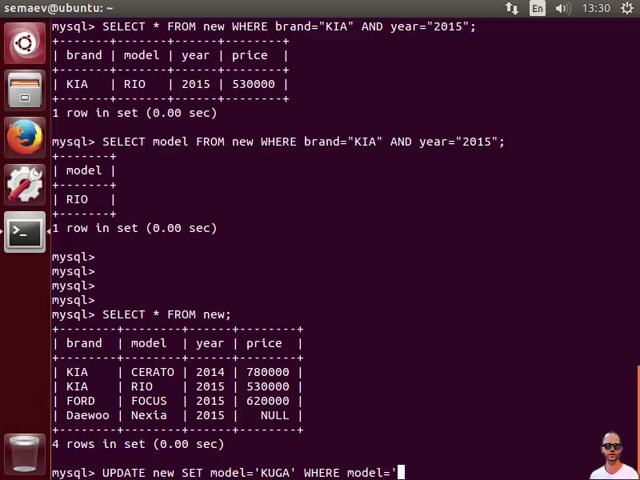 semaev@ubuntu: ~
En
13:30
mysql> SELECT * FROM new WHERE brand="KIA" AND year="2015";
+-------+-------+------+--------+
| brand | model | year | price  |
+-------+-------+------+--------+
| KIA   | RIO   | 2015 | 530000 |
+-------+-------+------+--------+
1 row in set (0.00 sec)
mysql> SELECT model FROM new WHERE brand="KIA" AND year="2015";
+-------+
| model |
+-------+
| RIO   |
+-------+
1 row in set (0.00 sec)
mysql>
mysql>
mysql>
mysql>
mysql> SELECT * FROM new;
+--------+--------+------+--------+
| brand  | model  | year | price  |
+--------+--------+------+--------+
| KIA    | CERATO | 2014 | 780000 |
| KIA    | RIO    | 2015 | 530000 |
| FORD   | FOCUS  | 2015 | 620000 |
| Daewoo | Nexia  | 2015 |   NULL |
+--------+--------+------+--------+
4 rows in set (0.00 sec)
mysql> UPDATE new SET model='KUGA' WHERE model='